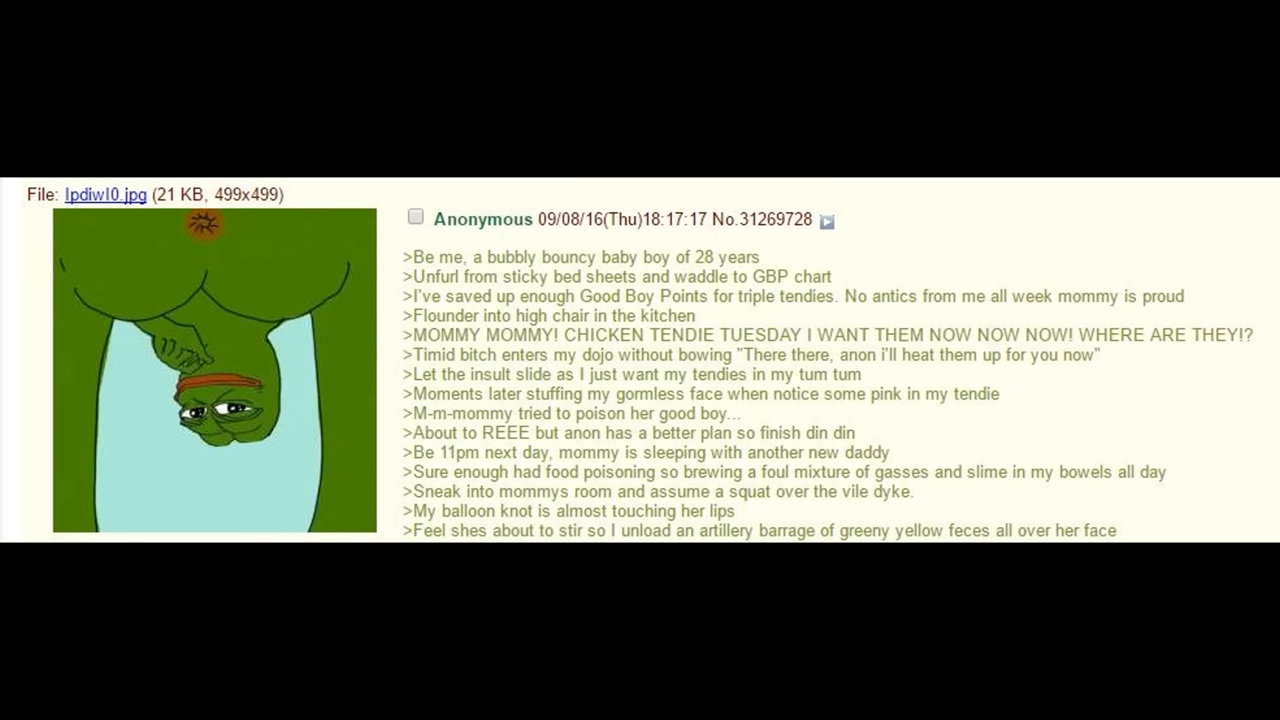 File: IpdiwI0.jpg (21 KB, 499x499)
Anonymous 09/08/16(Thu)18:17:17 No.31269728
>Be me, a bubbly bouncy baby boy of 28 years
>Unfurl from sticky bed sheets and waddle to GBP chart
>I've saved up enough Good Boy Points for triple tendies. No antics from me all week mommy is proud
>Flounder into high chair in the kitchen
>MOMMY MOMMY! CHICKEN TENDIE TUESDAY I WANT THEM NOW NOW NOW! WHERE ARE THEY!?
>Timid bitch enters my dojo without bowing "There there, anon i'll heat them up for you now"
>Let the insult slide as I just want my tendies in my tum tum
>Moments later stuffing my gormless face when notice some pink in my tendie
>M-m-mommy tried to poison her good boy...
>About to REEE but anon has a better plan so finish din din
>Be 11pm next day, mommy is sleeping with another new daddy
>Sure enough had food poisoning so brewing a foul mixture of gasses and slime in my bowels all day
>Sneak into mommys room and assume a squat over the vile dyke.
>My balloon knot is almost touching her lips
>Feel shes about to stir so I unload an artillery barrage of greeny yellow feces all over her face